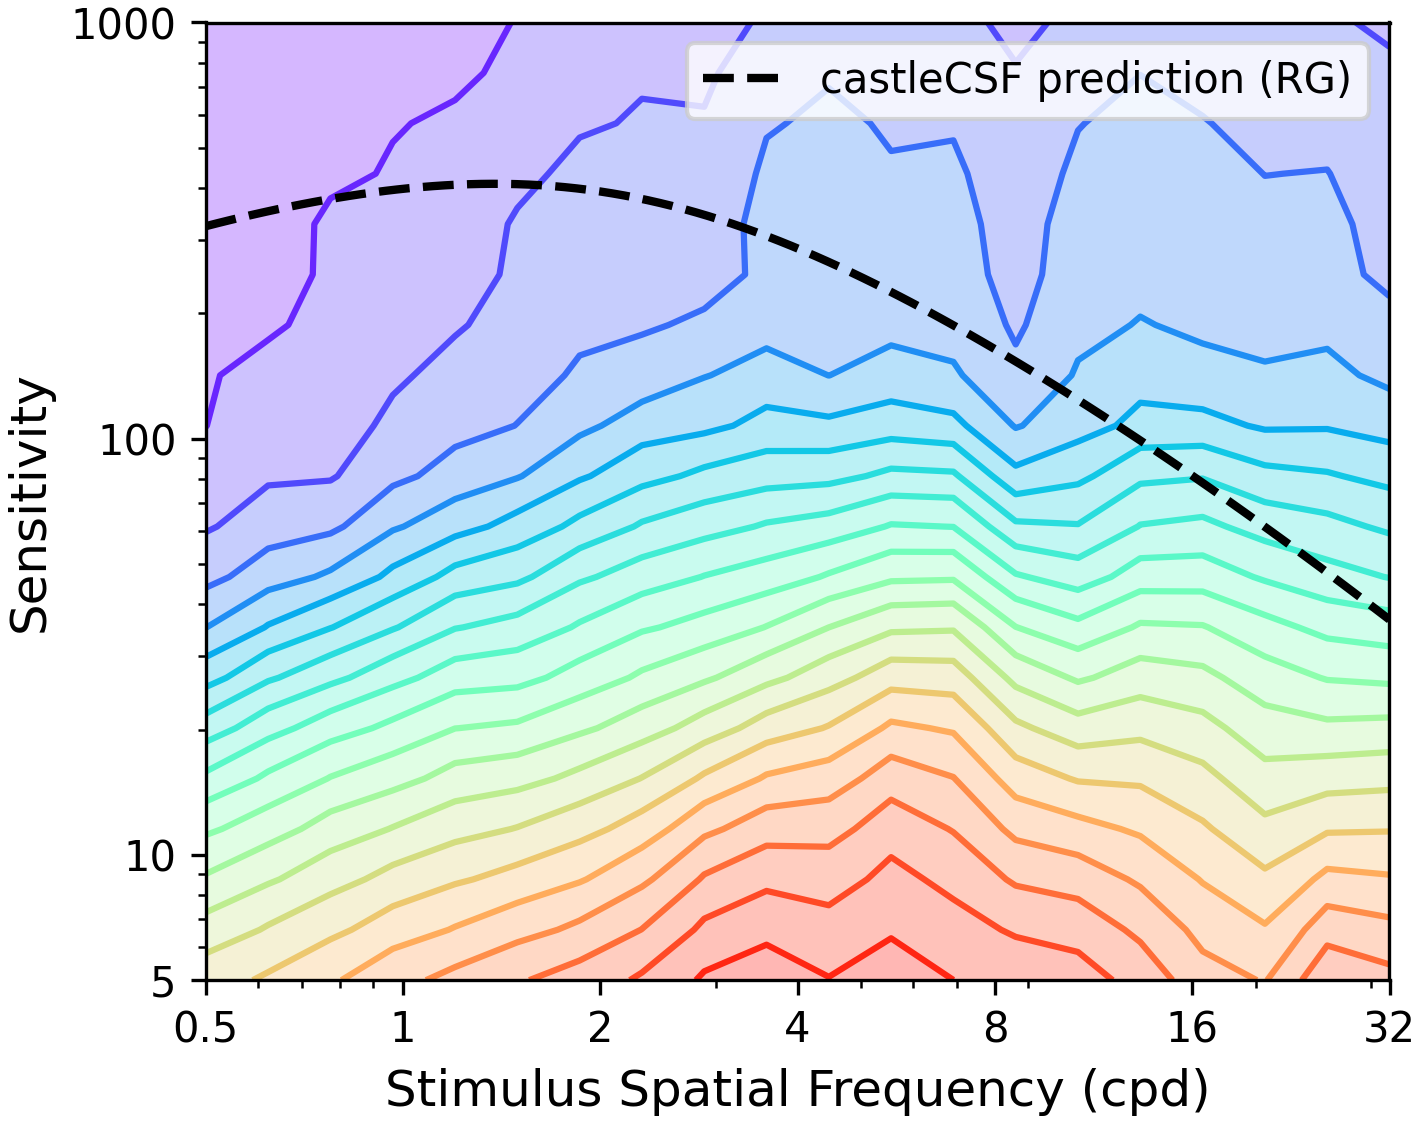 1000
castleCSF prediction (RG)
100
Sensitivity
10
5
0.5 1 2 4 8 16 32
Stimulus Spatial Frequency (cpd)